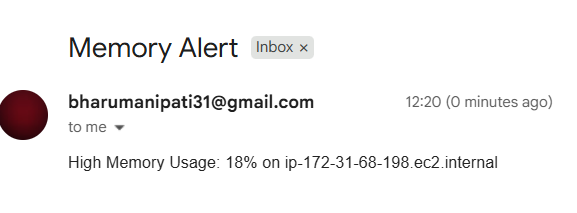 Memory Alert Inbox ×
bharumanipati31@gmail.com 12:20 (0 minutes ago)
to me
High Memory Usage: 18% on ip-172-31-68-198.ec2.internal